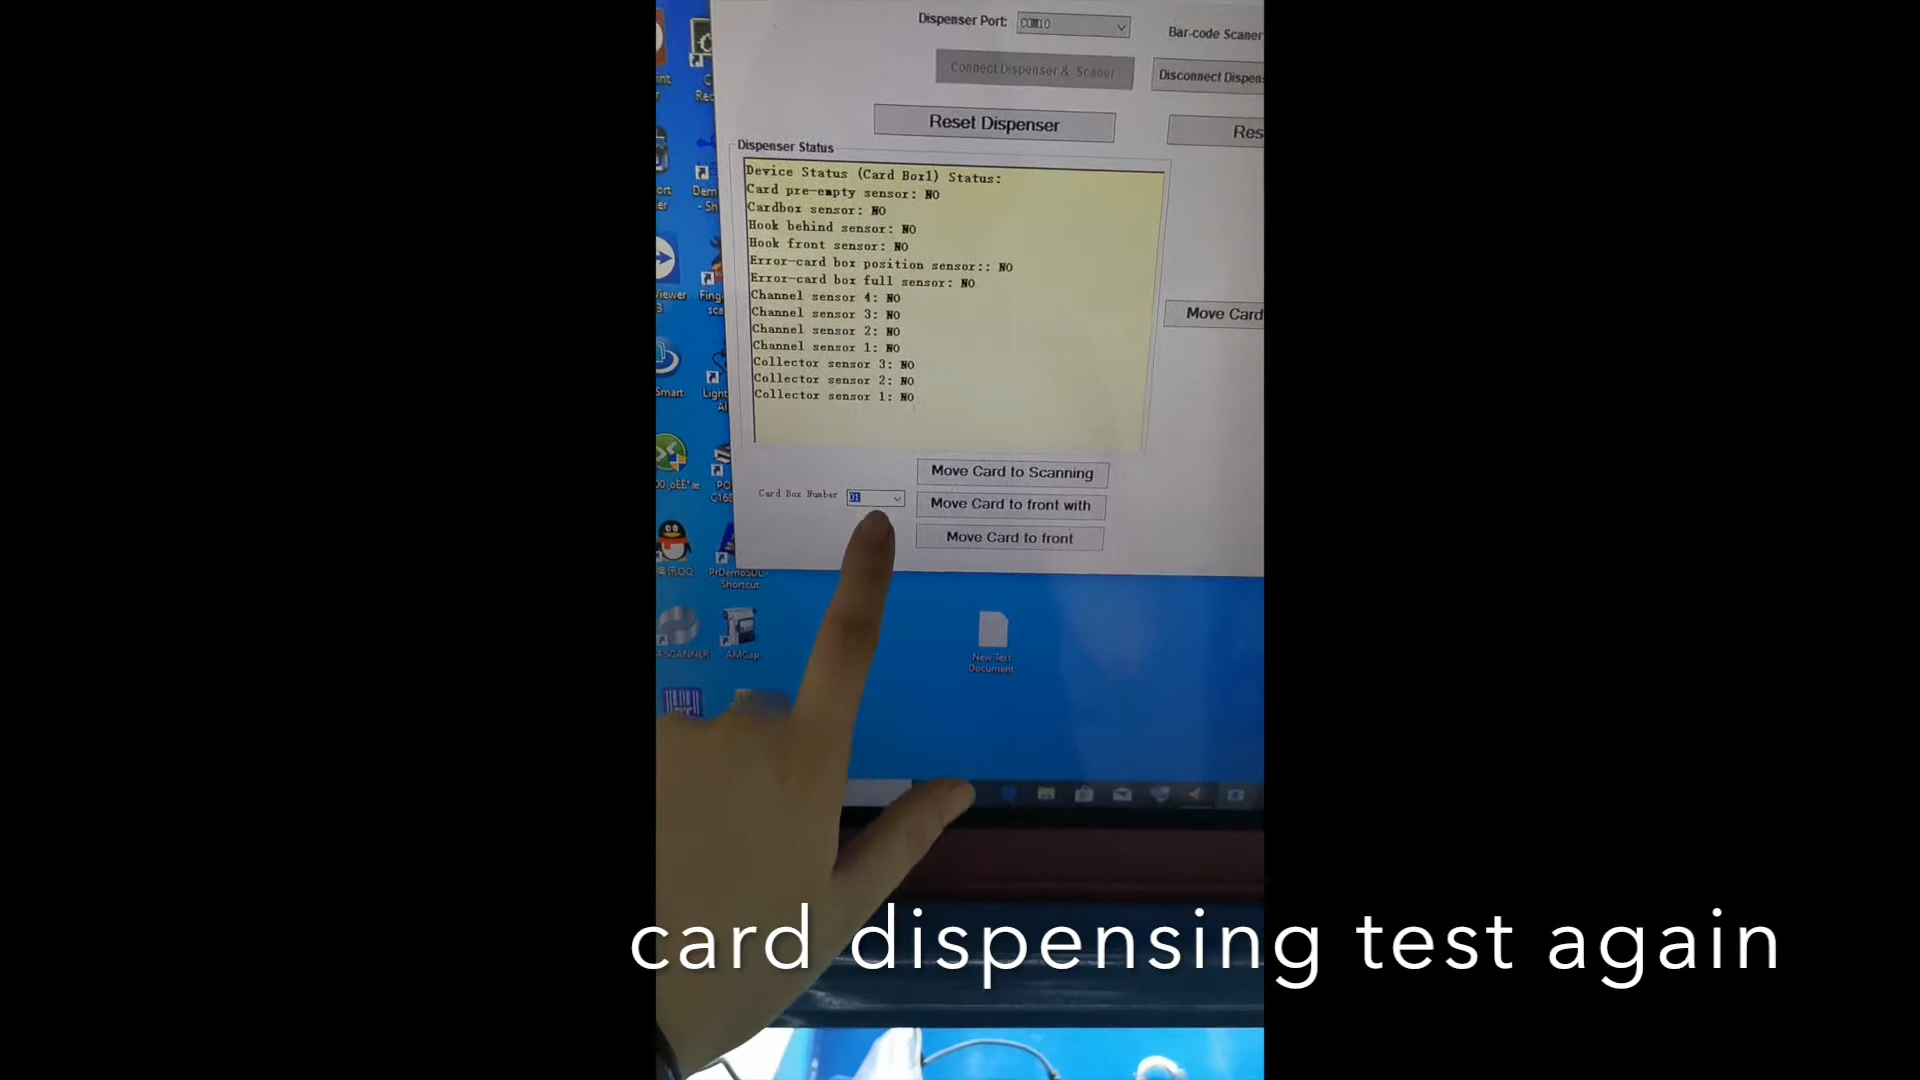 Dispenser Port: COM10
Bar-code Scaner
Connect Dispenser & Scaner
Disconnect Dispen
Reset Dispenser
Res
Dispenser Status
Device Status (Card Box1) Status:
Card pre-empty sensor: NO
Cardbox sensor: NO
Hook behind sensor: NO
Hook front sensor: NO
Error-card box position sensor:: NO
Error-card box full sensor: NO
Channel sensor 4: NO
Channel sensor 3: NO
Channel sensor 2: NO
Channel sensor 1: NO
Collector sensor 3: NO
Collector sensor 2: NO
Collector sensor 1: NO
Move Card
Move Card to Scanning
Card Box Number 01
Move Card to front with
Move Card to front
Smart
PrDemoSDL -
Shortcut
SCANNER
AMCap
New Text
Document
card dispensing test again